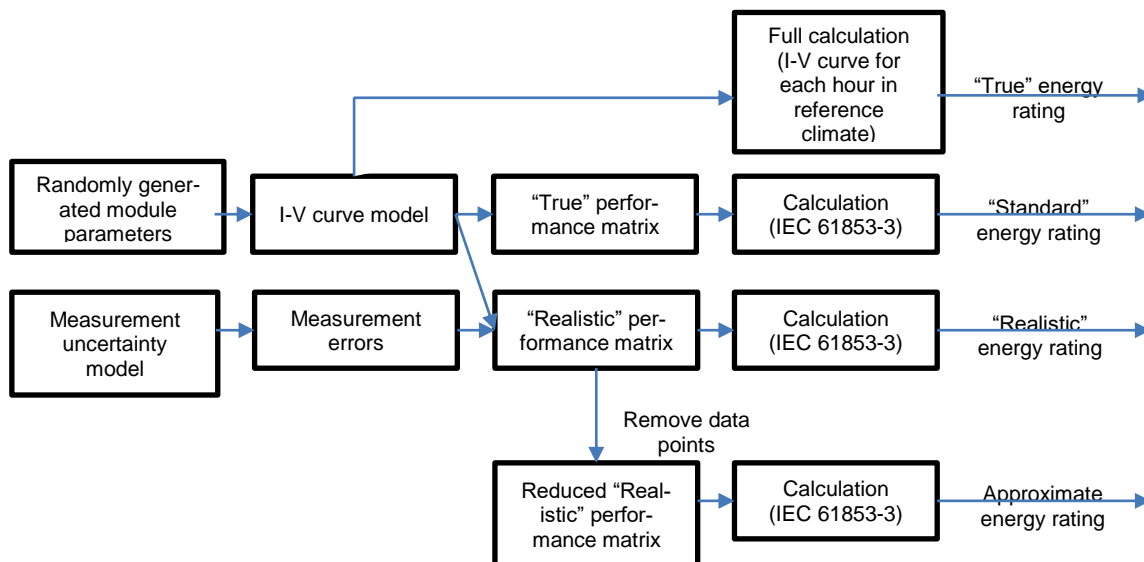 Full calculation
(I-V curve for
each hour in
reference
climate)
“True” energy
rating
Randomly gener-
ated module
parameters
I-V curve model
“True” perfor-
mance matrix
Calculation
(IEC 61853-3)
“Standard”
energy rating
Measurement
uncertainty
model
Measurement
errors
“Realistic” per-
formance matrix
Calculation
(IEC 61853-3)
“Realistic”
energy rating
Remove data
points
Reduced “Real-
istic” perfor-
mance matrix
Calculation
(IEC 61853-3)
Approximate
energy rating